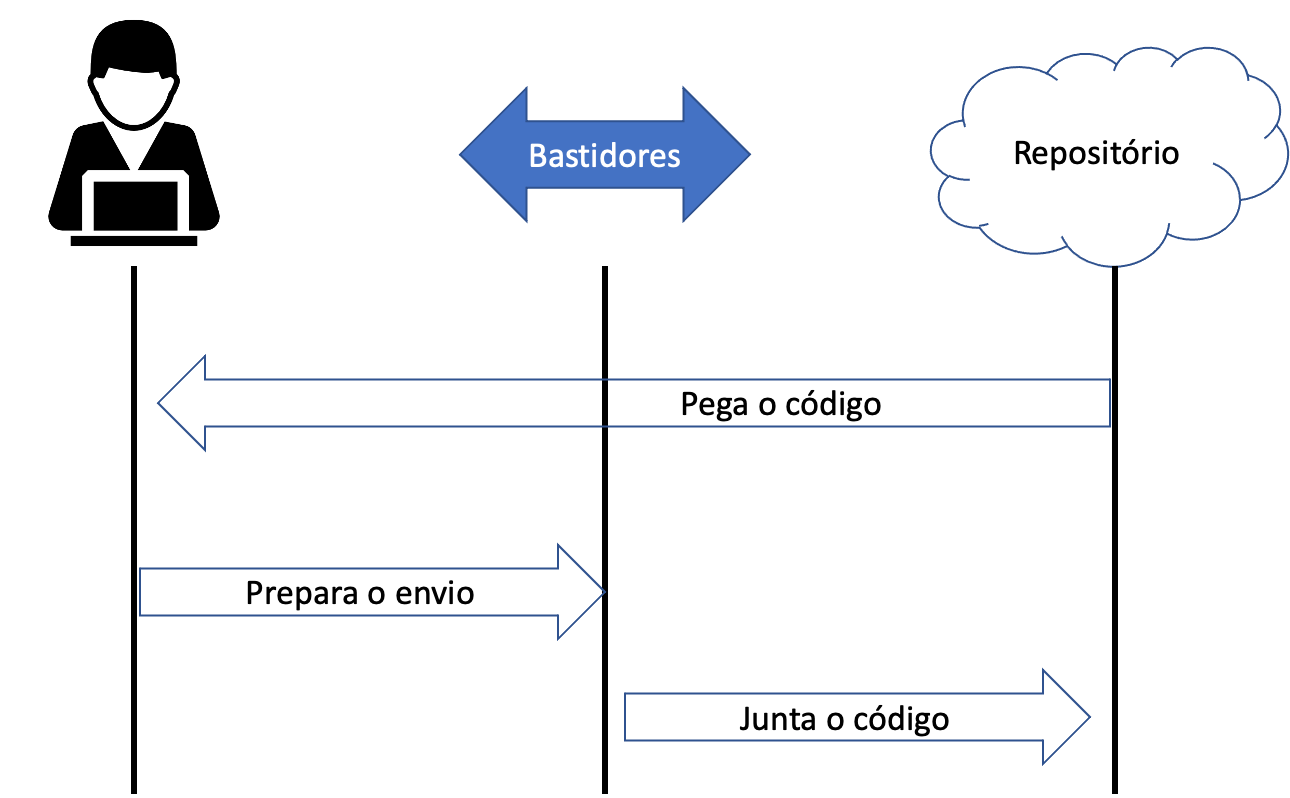 Bastidores
Repositório
Pega o código
Prepara o envio
Junta o código